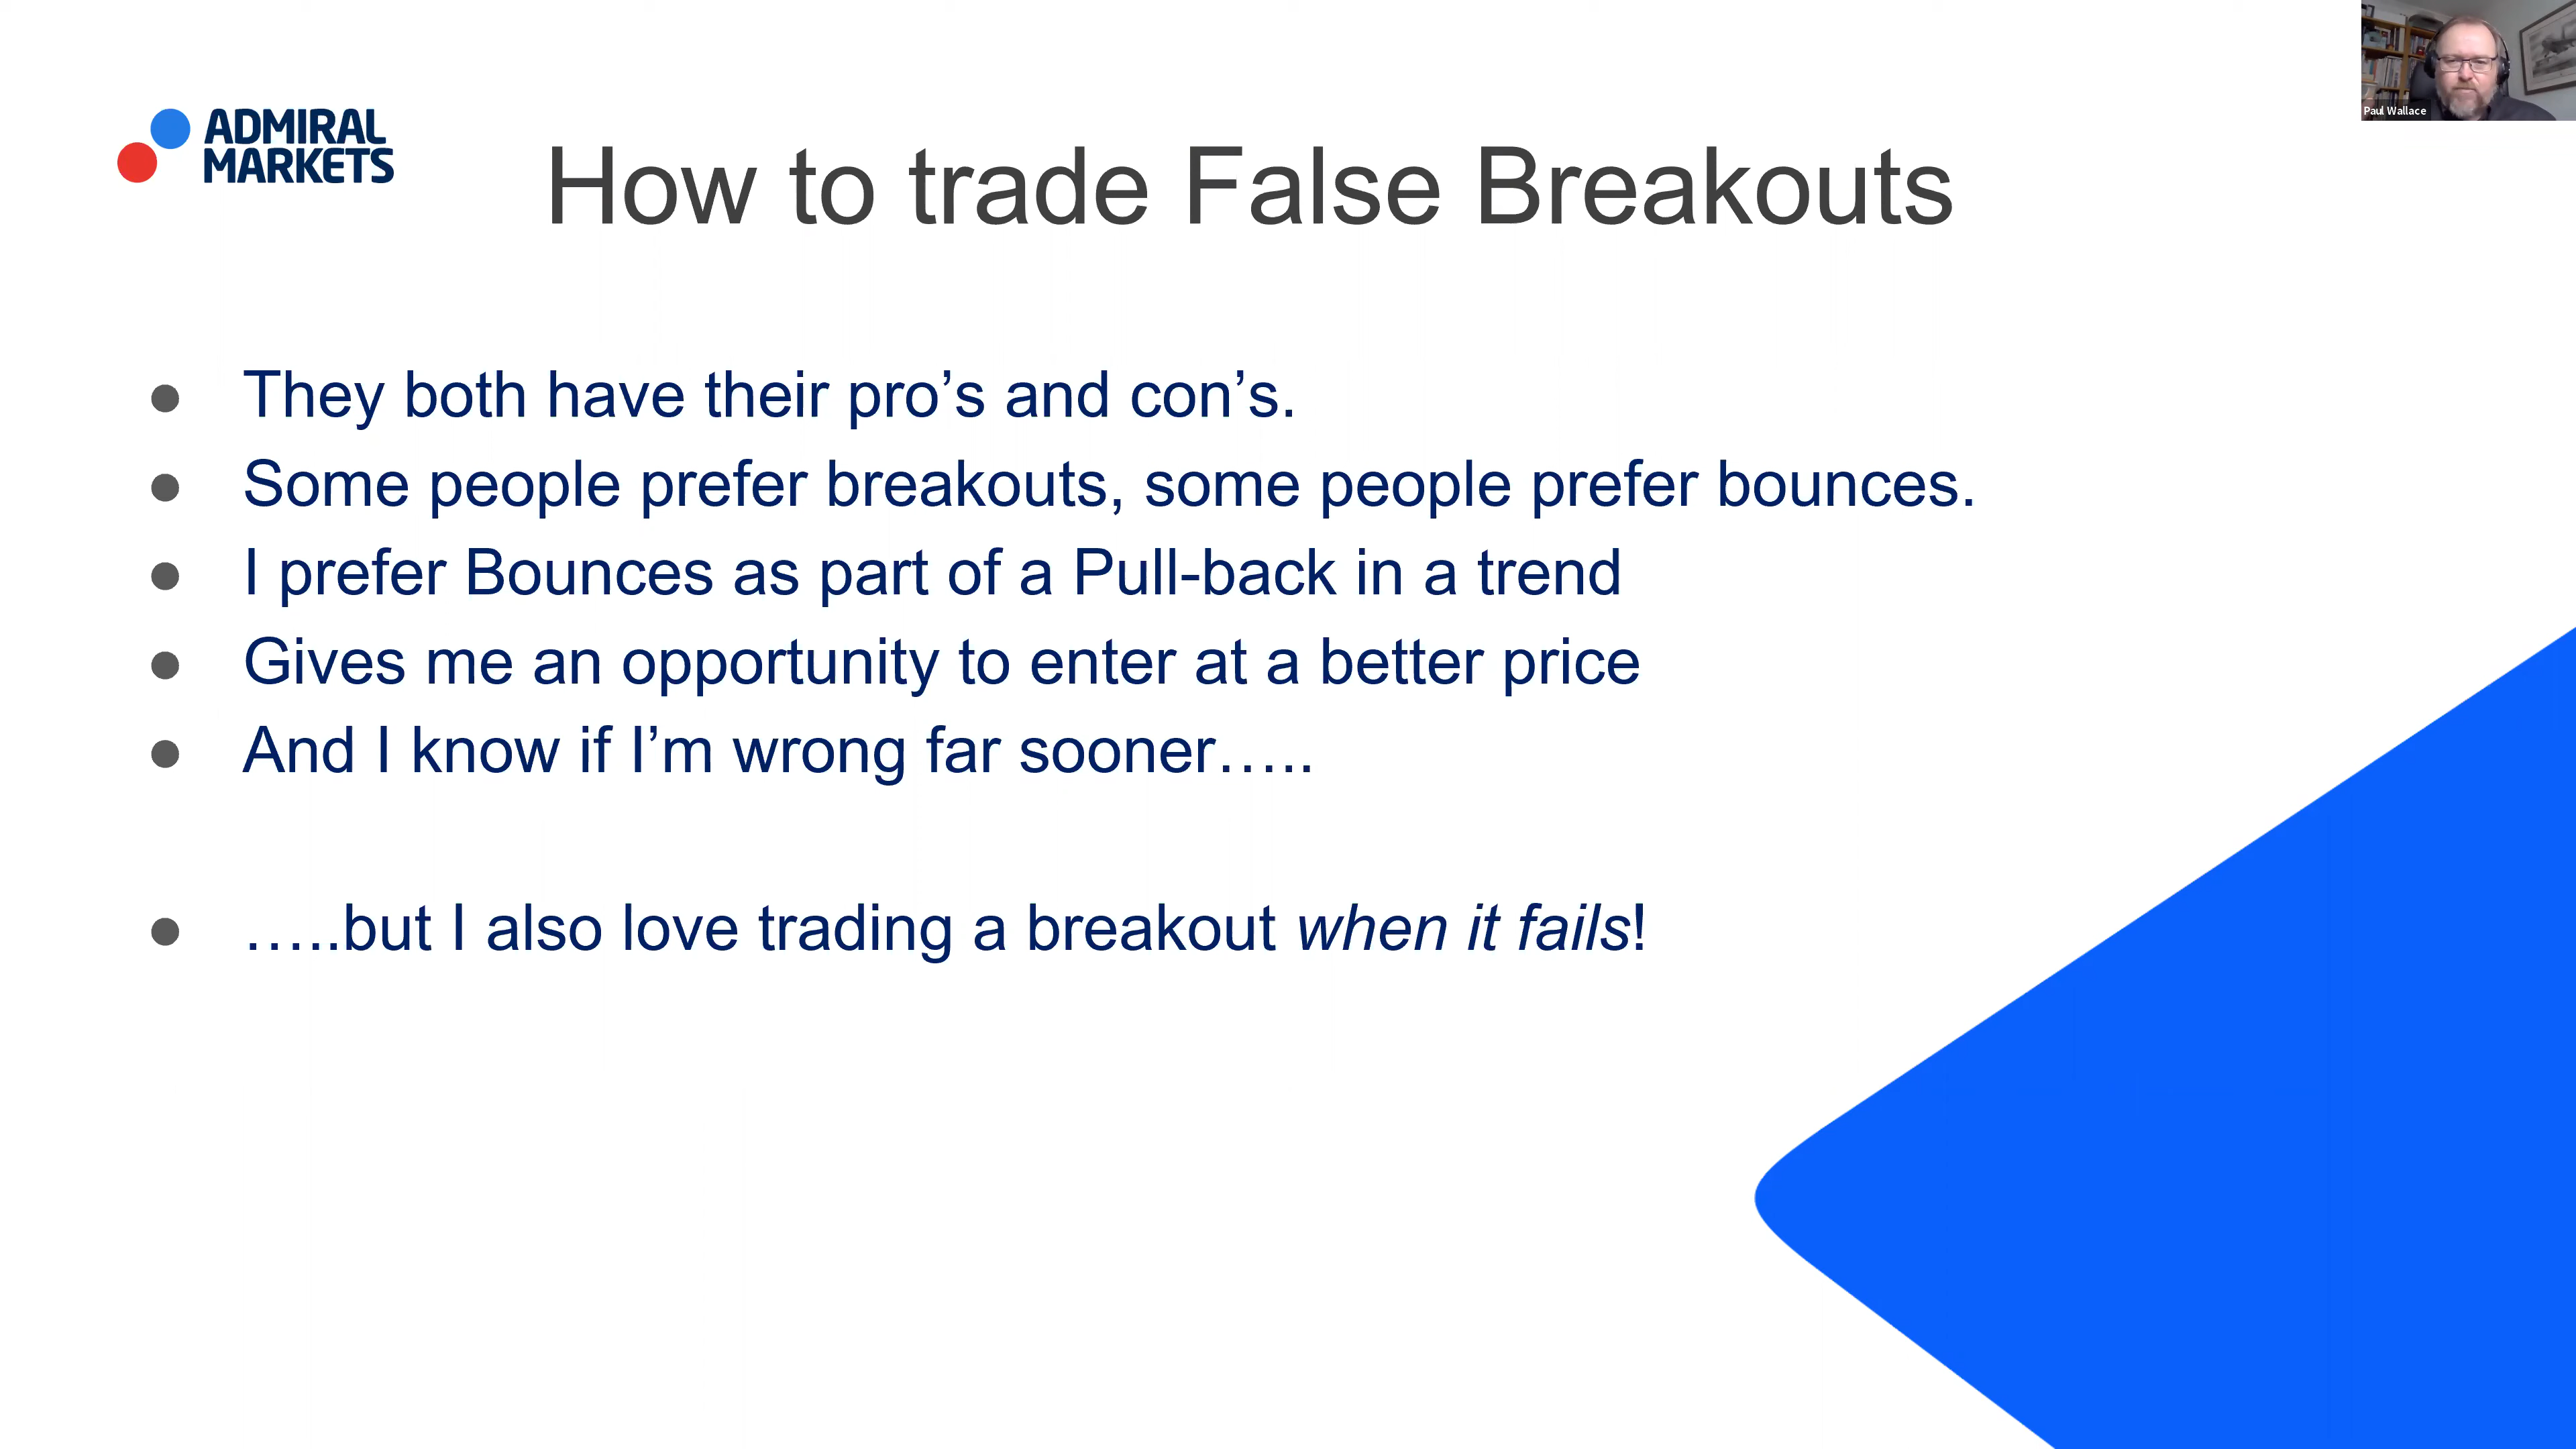 Paul Wallace
ADMIRAL
MARKETS
How to trade False Breakouts
● They both have their pro’s and con’s.
● Some people prefer breakouts, some people prefer bounces.
● I prefer Bounces as part of a Pull-back in a trend
● Gives me an opportunity to enter at a better price
● And I know if I’m wrong far sooner…..
● …..but I also love trading a breakout when it fails!